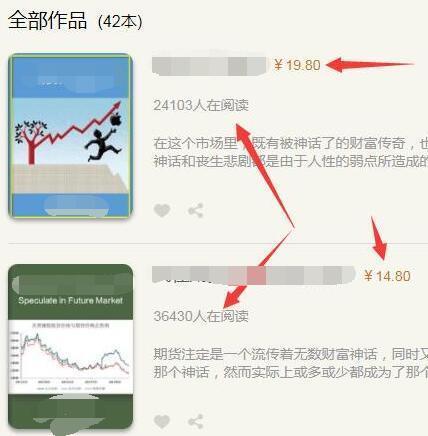 全部作品 (42本)
¥19.80
24103人在阅读
在这个市场里，既有被神话了的财富传奇，也
神话和丧生悲剧都是由于人性的弱点所造成的
¥14.80
Speculate in Future Market
36430人在阅读
期货注定是一个流传着无数财富神话，同时又
那个神话，然而实际上或多或少都成为了那个